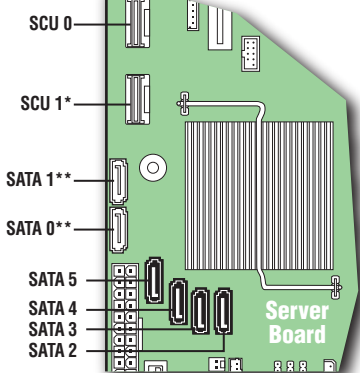 SCU 0
SCU 1*
SATA 1**
SATA 0**
SATA 5
SATA 4
SATA 3
SATA 2
Server
Board